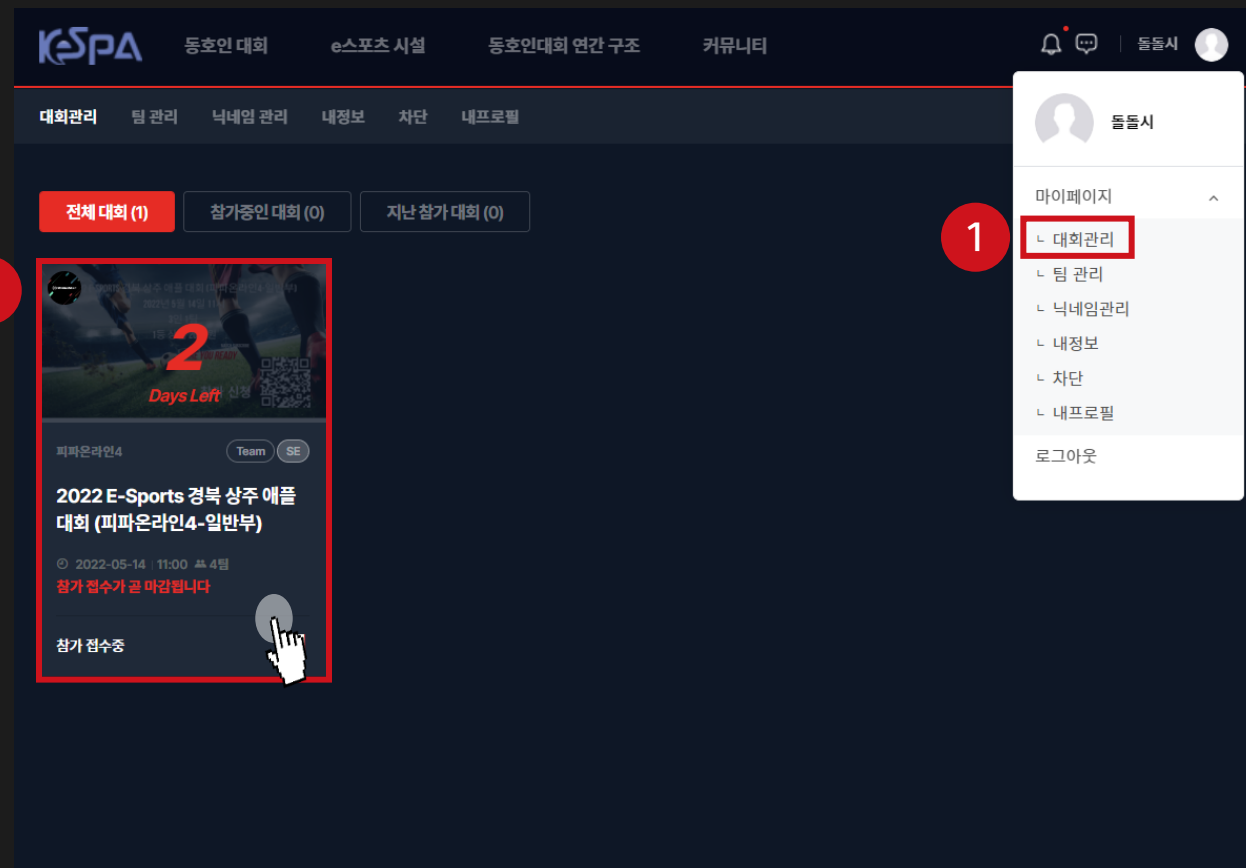 KeSPA 동호인 대회 e스포츠 시설 동호인대회 연간 구조 커뮤니티 돌돌시
대회관리 팀 관리 닉네임 관리 내정보 차단 내프로필
돌돌시
마이페이지
전체 대회 (1) 참가중인 대회 (0) 지난 참가 대회 (0)
1
ㄴ 대회관리
ㄴ 팀 관리
ㄴ 닉네임관리
ㄴ 내정보
ㄴ 차단
ㄴ 내프로필
로그아웃
2
Days Left
피파온라인4 Team SE
2022 E-Sports 경북 상주 애플
대회 (피파온라인4-일반부)
2022-05-14 11:00 4팀
참가 접수가 곧 마감됩니다
참가 접수중